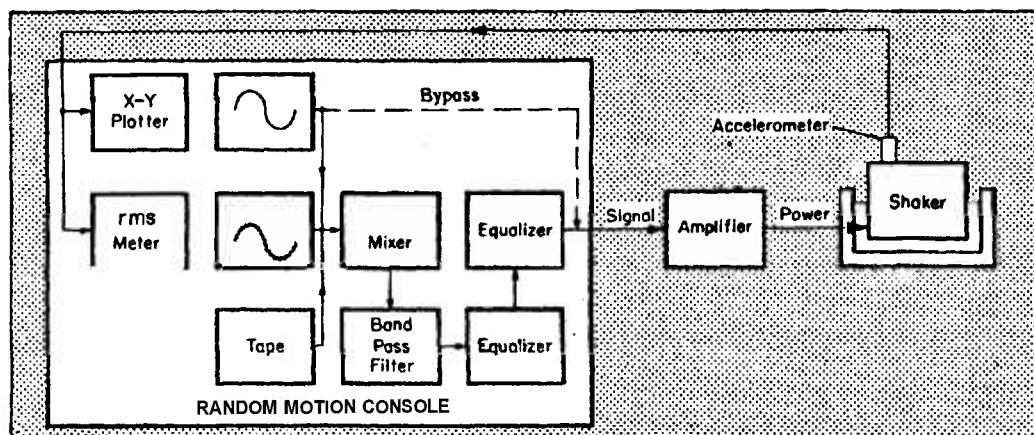 X-Y
Plotter
Bypass
Accelerometer
rms
Meter
Mixer
Equalizer
Signal
Amplifier
Power
Shaker
Tape
Band
Pass
Filter
Equalizer
RANDOM MOTION CONSOLE